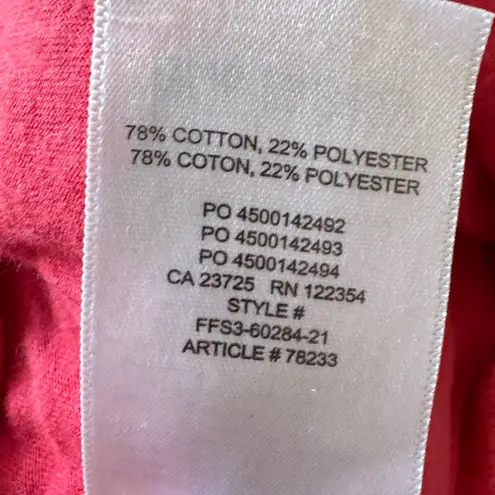 78% COTTON, 22% POLYESTER
78% COTON, 22% POLYESTER
PO 4500142492
PO 4500142493
PO 4500142494
CA 23725 RN 122354
STYLE #
FFS3-60284-21
ARTICLE # 78233